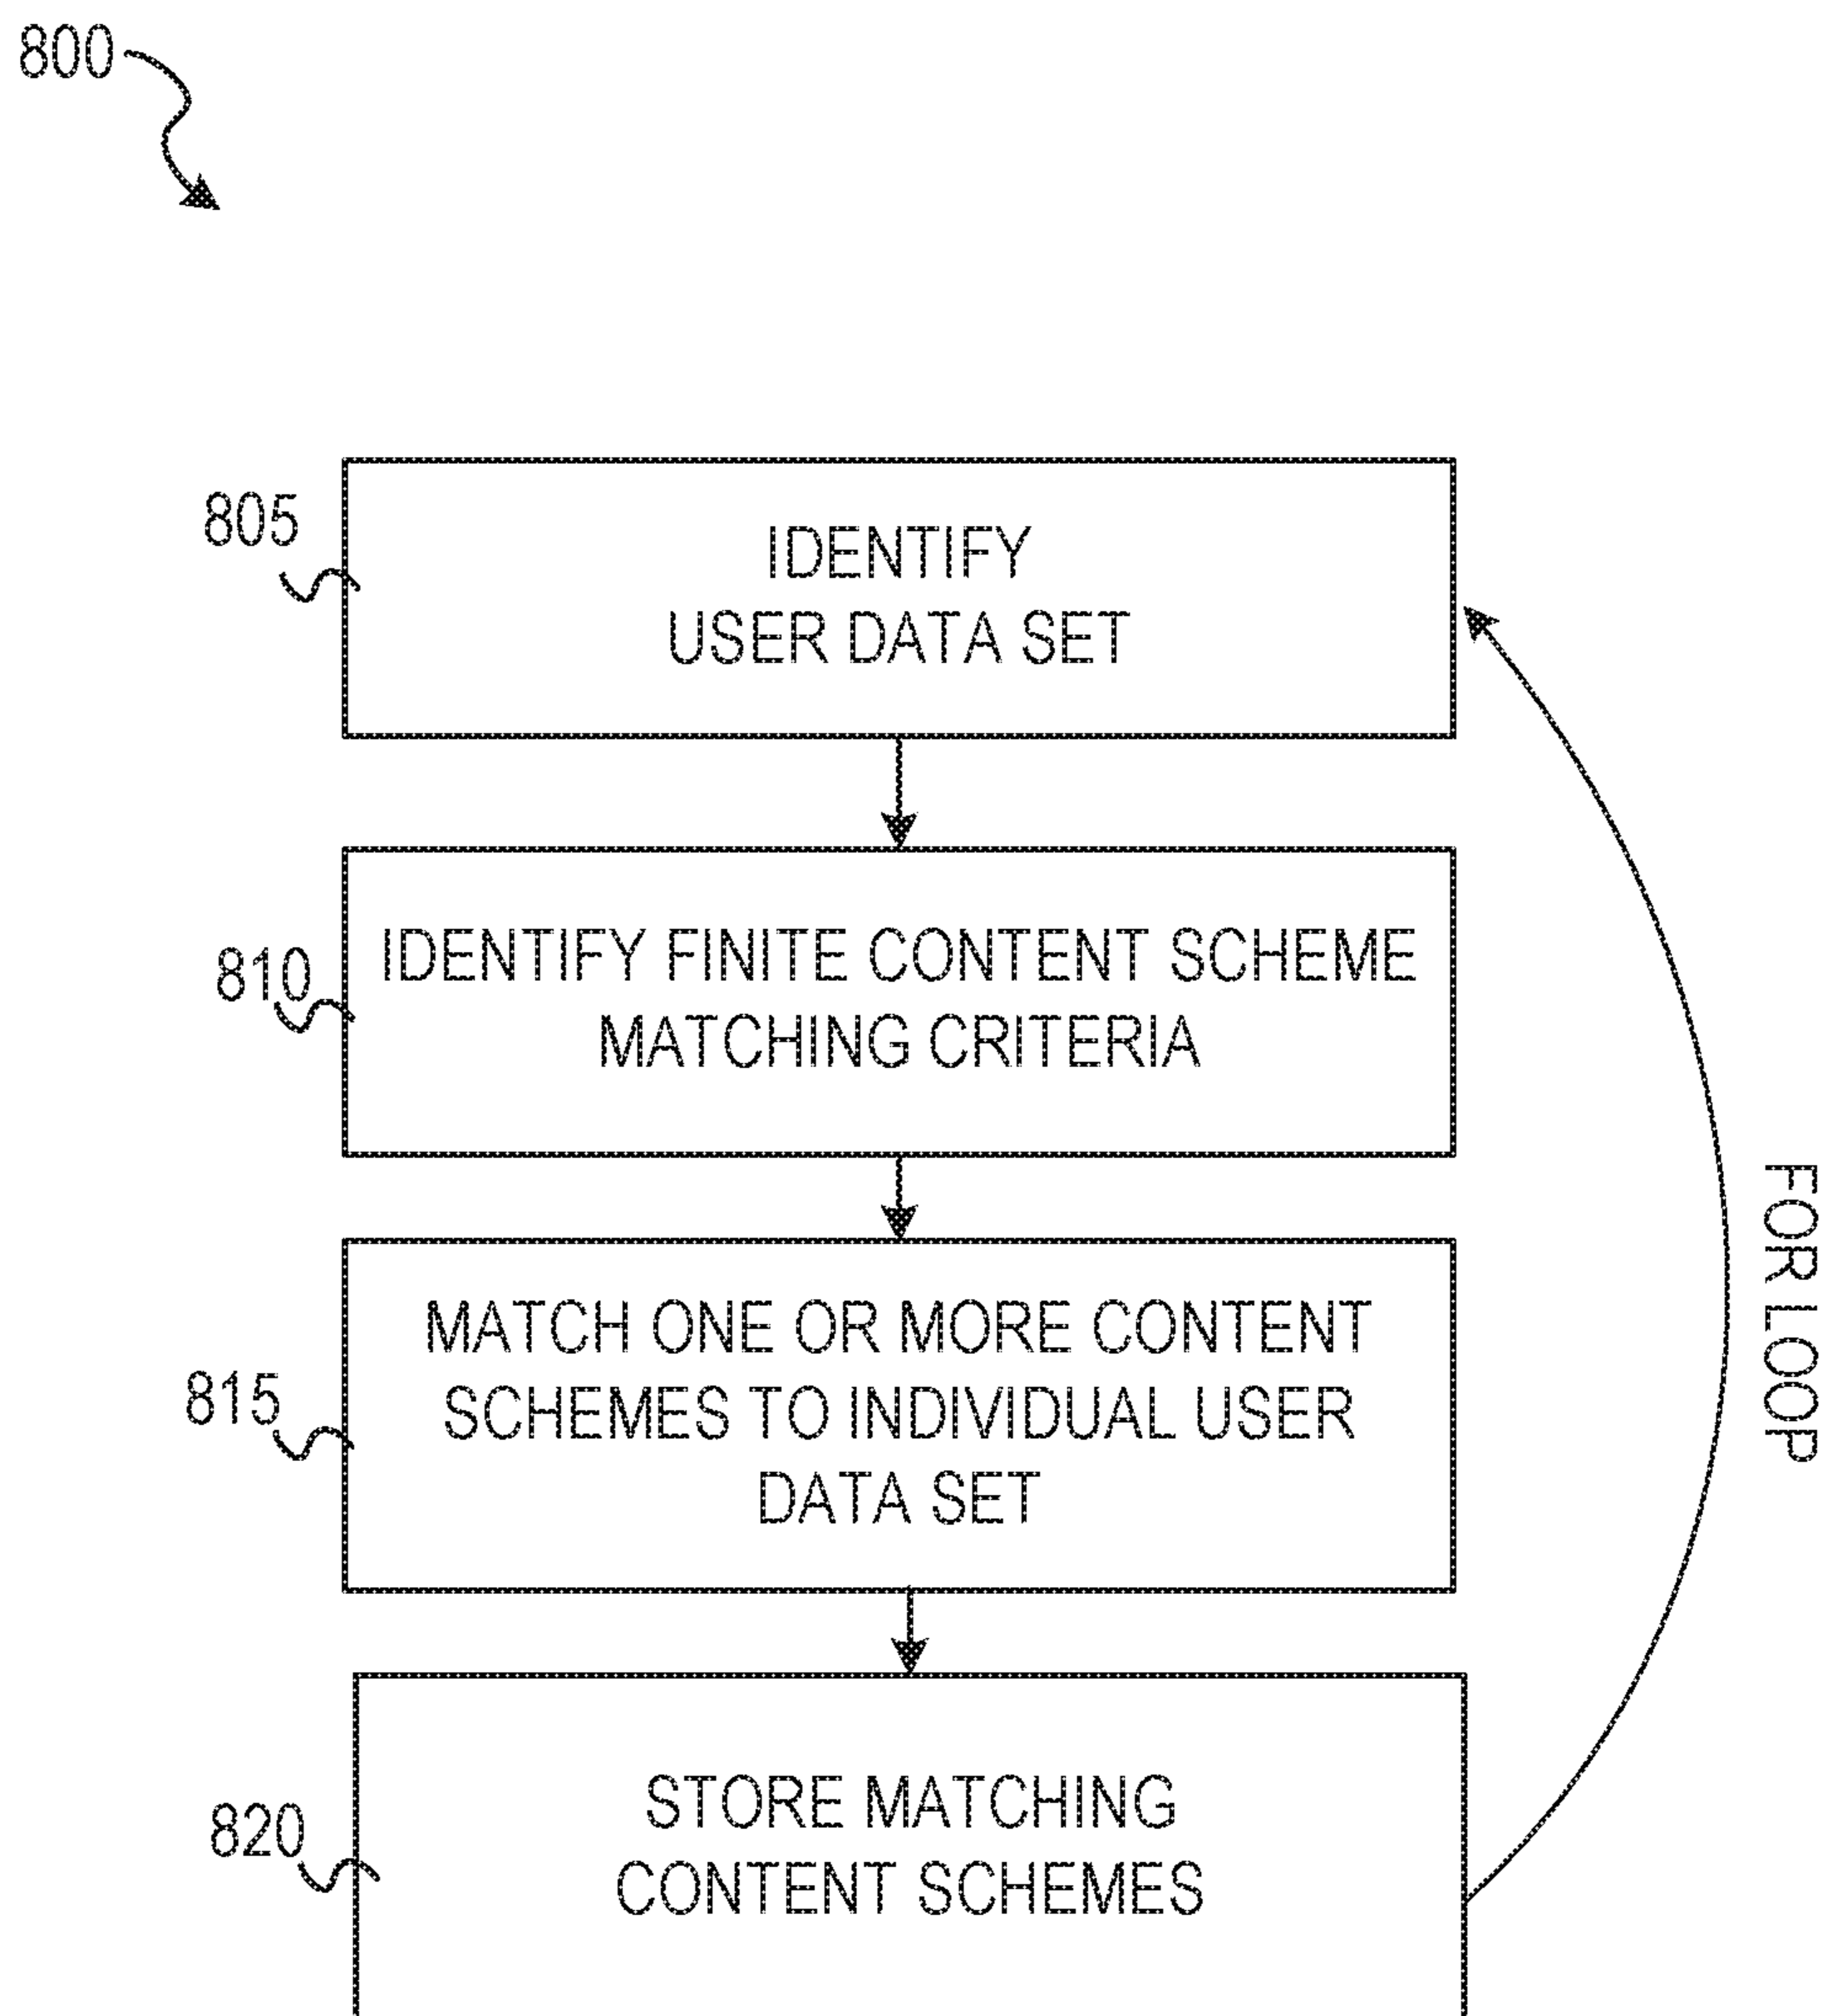 800
805
IDENTIFY
USER DATA SET
810
IDENTIFY FINITE CONTENT SCHEME
MATCHING CRITERIA
815
MATCH ONE OR MORE CONTENT
SCHEMES TO INDIVIDUAL USER
DATA SET
820
STORE MATCHING
CONTENT SCHEMES
FOR LOOP